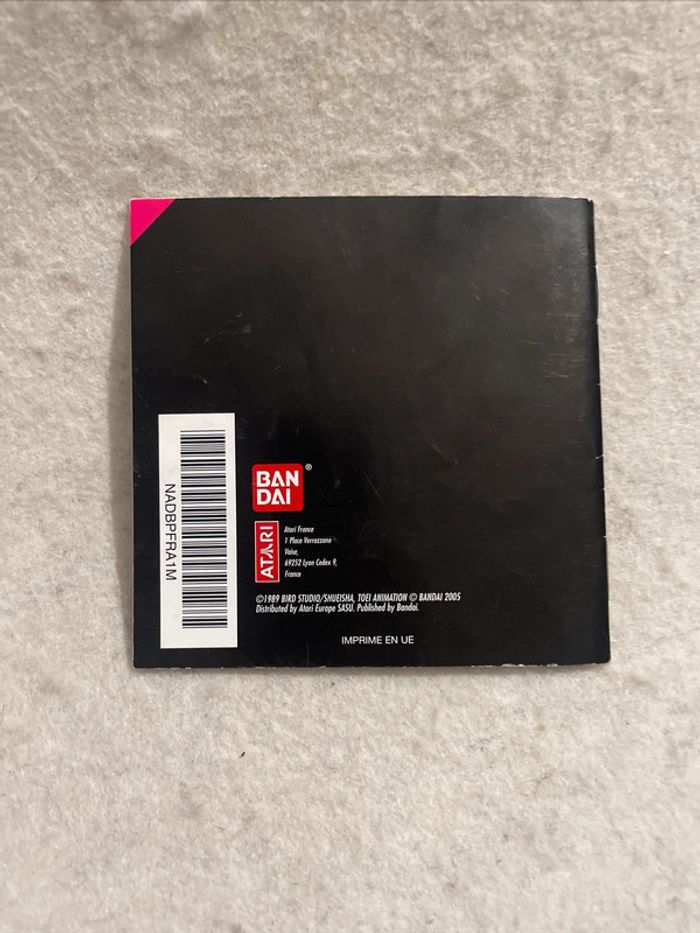 NADBPFRA1M
BAN
DAI
®
ATARI
Atari France
1 Place Verrazzano
Vaise,
69252 Lyon Cedex 9,
France
©1989 BIRD STUDIO/SHUEISHA, TOEI ANIMATION © BANDAI 2005
Distributed by Atari Europe SASU. Published by Bandai.
IMPRIME EN UE